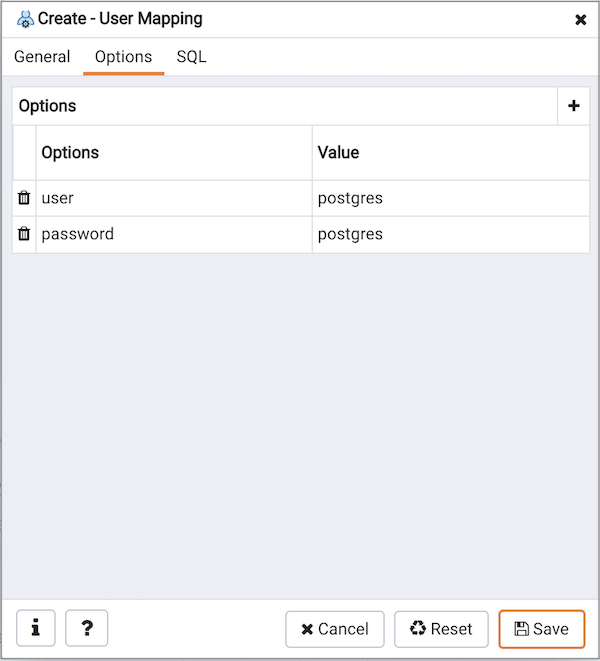 Create - User Mapping
General Options SQL
Options
Options Value
user postgres
password postgres
Cancel Reset Save